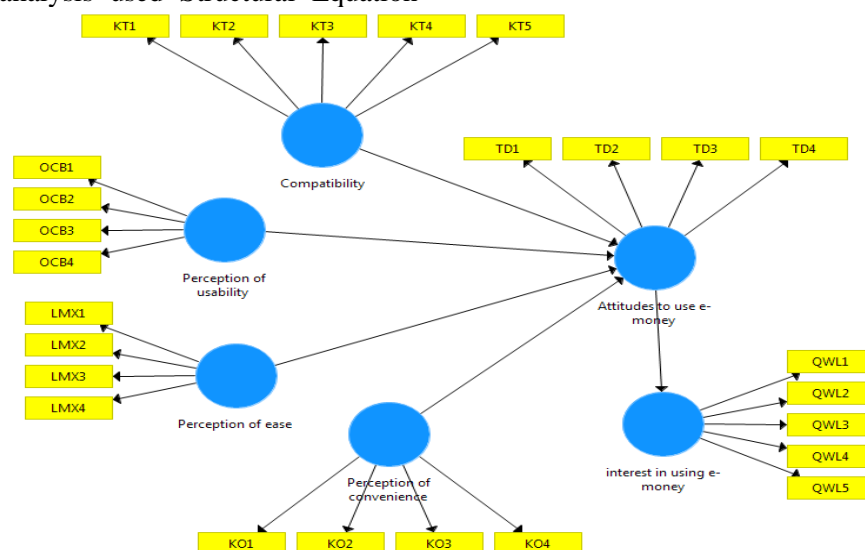 analysis used Structural Equation
KT1 KT2 KT3 KT4 KT5
Compatibility
TD1 TD2 TD3 TD4
OCB1
OCB2
OCB3
OCB4
Perception of
usability
Attitudes to use e-
money
LMX1
LMX2
LMX3
LMX4
Perception of ease
QWL1
QWL2
QWL3
QWL4
QWL5
interest in using e-
money
Perception of
convenience
KO1 KO2 KO3 KO4